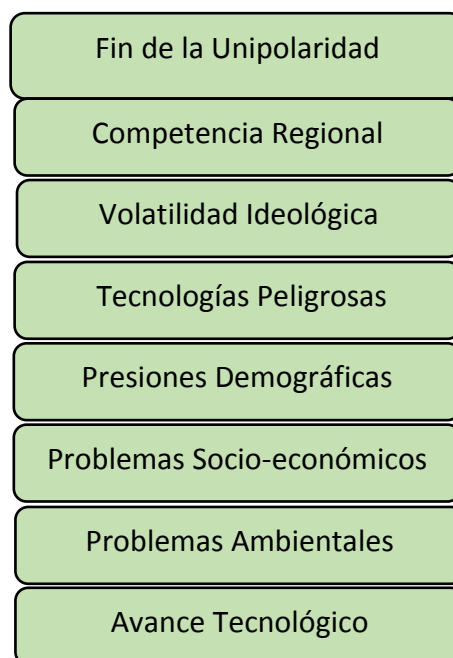 Fin de la Unipolaridad
Competencia Regional
Volatilidad Ideológica
Tecnologías Peligrosas
Presiones Demográficas
Problemas Socio-económicos
Problemas Ambientales
Avance Tecnológico